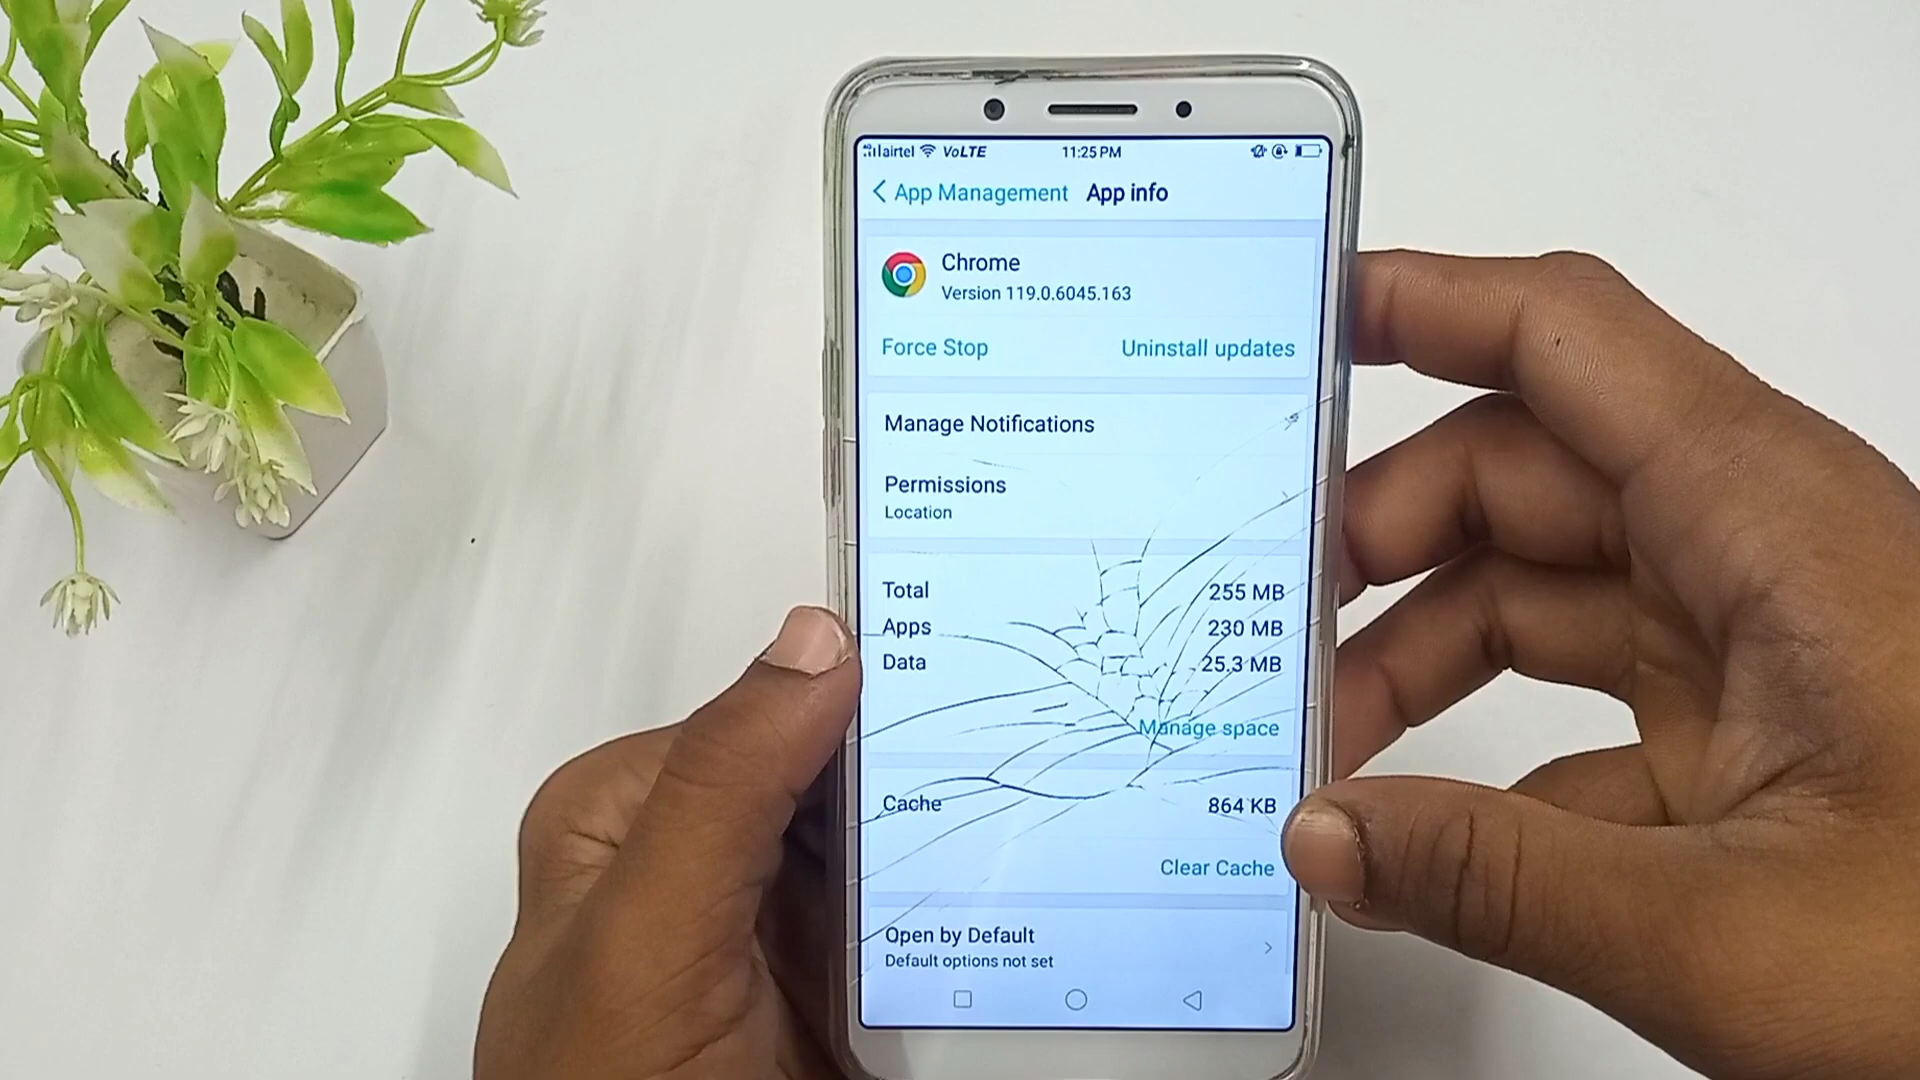 airtel VoLTE 11:25 PM
App Management App info
Chrome
Version 119.0.6045.163
Force Stop Uninstall updates
Manage Notifications
Permissions
Location
Total 255 MB
Apps 230 MB
Data 25.3 MB
Manage space
Cache 864 KB
Clear Cache
Open by Default
Default options not set